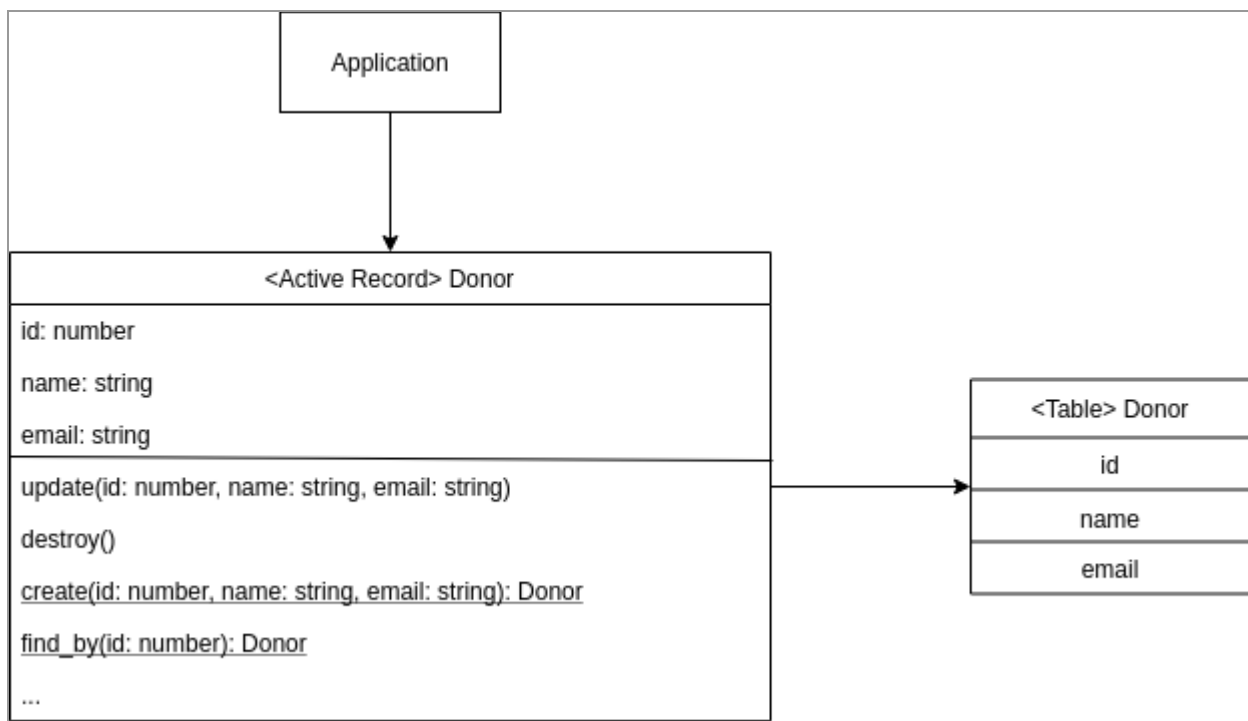 Application
<Active Record> Donor
id: number
name: string
email: string
update(id: number, name: string, email: string)
destroy()
create(id: number, name: string, email: string): Donor
find_by(id: number): Donor
...
<Table> Donor
id
name
email